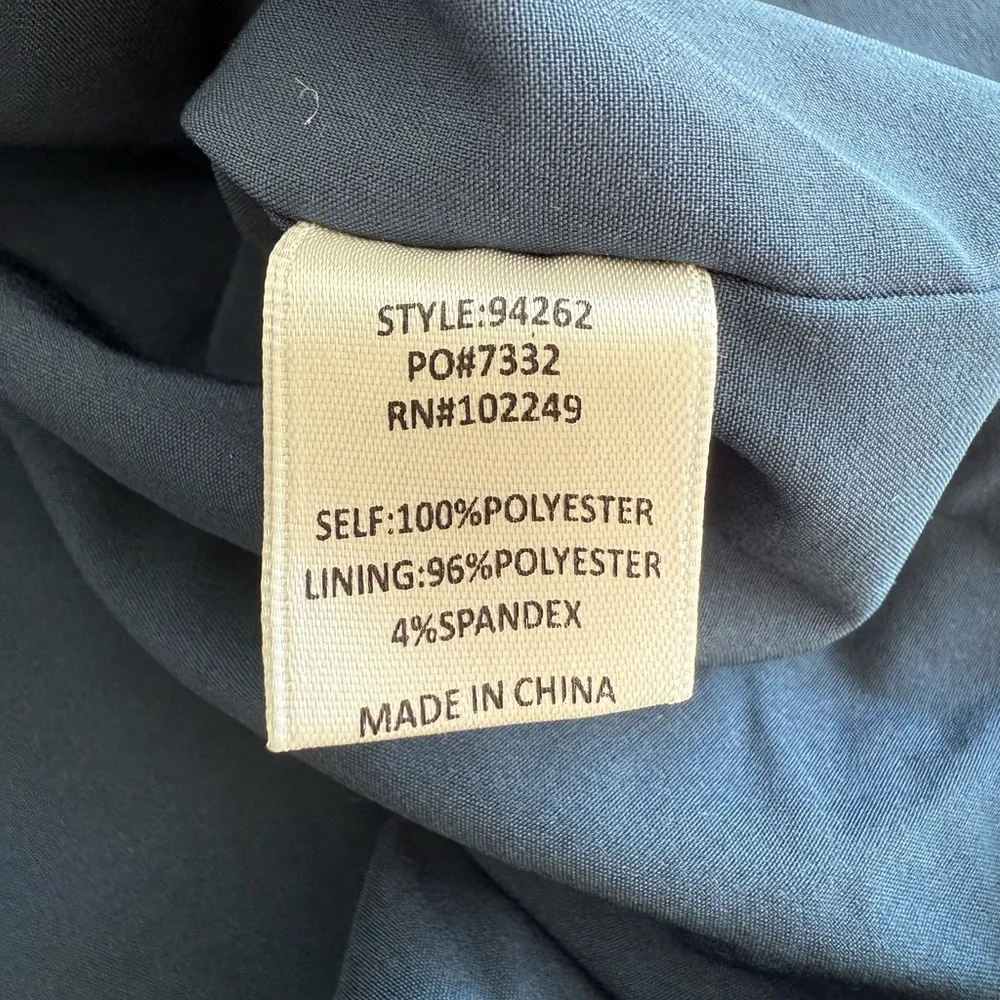 STYLE:94262
PO#7332
RN#102249
SELF:100%POLYESTER
LINING:96%POLYESTER
4%SPANDEX
MADE IN CHINA